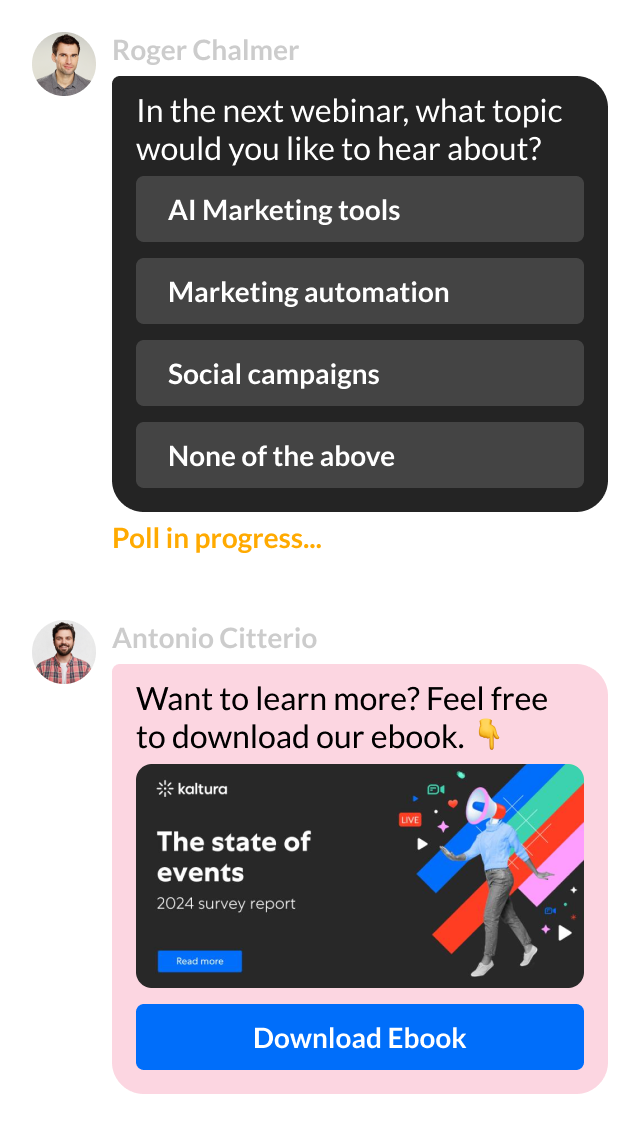 Roger Chalmer
In the next webinar, what topic
would you like to hear about?
AI Marketing tools
Marketing automation
Social campaigns
None of the above
Poll in progress...
Antonio Citterio
Want to learn more? Feel free
to download our ebook. 👇
kaltura
The state of
events
2024 survey report
LIVE
Read more
Download Ebook